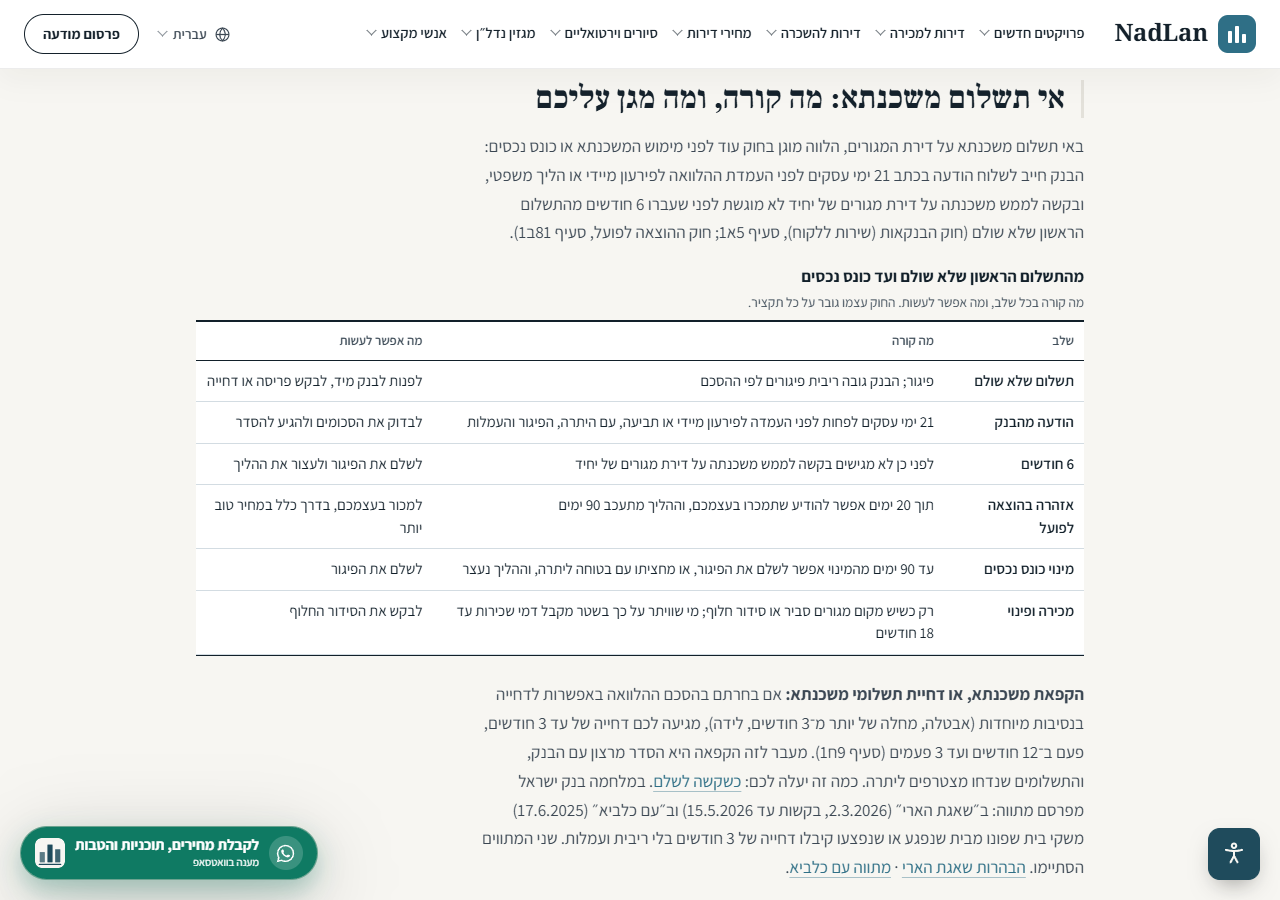 NadLan
פרויקטים חדשים
דירות למכירה
דירות להשכרה
מחירי דירות
סיורים וירטואליים
מגזין נדל״ן
אנשי מקצוע
עברית
פרסום מודעה
אי תשלום משכנתא: מה קורה, ומה מגן עליכם
באי תשלום משכנתא על דירת המגורים, הלווה מוגן בחוק עוד לפני מימוש המשכנתא או כונס נכסים:
הבנק חייב לשלוח הודעה בכתב 21 ימי עסקים לפני העמדת ההלוואה לפירעון מיידי או הליך משפטי,
ובקשה לממש משכנתה על דירת מגורים של יחיד לא מוגשת לפני שעברו 6 חודשים מהתשלום
הראשון שלא שולם (חוק הבנקאות (שירות ללקוח), סעיף 5א1; חוק ההוצאה לפועל, סעיף 81ב1).
מהתשלום הראשון שלא שולם ועד כונס נכסים
מה קורה בכל שלב, ומה אפשר לעשות. החוק עצמו גובר על כל תקציר.
שלב
מה קורה
מה אפשר לעשות
תשלום שלא שולם
פיגור; הבנק גובה ריבית פיגורים לפי ההסכם
לפנות לבנק מיד, לבקש פריסה או דחייה
הודעה מהבנק
21 ימי עסקים לפחות לפני העמדה לפירעון מיידי או תביעה, עם היתרה, הפיגור והעמלות
לבדוק את הסכומים ולהגיע להסדר
6 חודשים
לפני כן לא מגישים בקשה לממש משכנתה על דירת מגורים של יחיד
לשלם את הפיגור ולעצור את ההליך
אזהרה בהוצאה
לפועל
תוך 20 ימים אפשר להודיע שתמכרו בעצמכם, וההליך מתעכב 90 ימים
למכור בעצמכם, בדרך כלל במחיר טוב
יותר
מינוי כונס נכסים
עד 90 ימים מהמינוי אפשר לשלם את הפיגור, או מחציתו עם בטוחה ליתרה, וההליך נעצר
לשלם את הפיגור
מכירה ופינוי
רק כשיש מקום מגורים סביר או סידור חלוף; מי שוויתר על כך בשטר מקבל דמי שכירות עד
18 חודשים
לבקש את הסידור החלוף
הקפאת משכנתא, או דחיית תשלומי משכנתא: אם בחרתם בהסכם ההלוואה באפשרות לדחייה
בנסיבות מיוחדות (אבטלה, מחלה של יותר מ־3 חודשים, לידה), מגיעה לכם דחייה של עד 3 חודשים,
פעם ב־12 חודשים ועד 3 פעמים (סעיף 9ח1). מעבר לזה הקפאה היא הסדר מרצון עם הבנק,
והתשלומים שנדחו מצטרפים ליתרה. כמה זה יעלה לכם: כשקשה לשלם. במלחמה בנק ישראל
מפרסם מתווה: ב״שאגת הארי״ (2.3.2026, בקשות עד 15.5.2026) וב״עם כלביא״ (17.6.2025)
משקי בית שפונו מבית שנפגע או שנפצעו קיבלו דחייה של 3 חודשים בלי ריבית ועמלות. שני המתווים
הסתיימו. הבהרות שאגת הארי · מתווה עם כלביא.
לקבלת מחירים, תוכניות והטבות
מענה בוואטסאפ